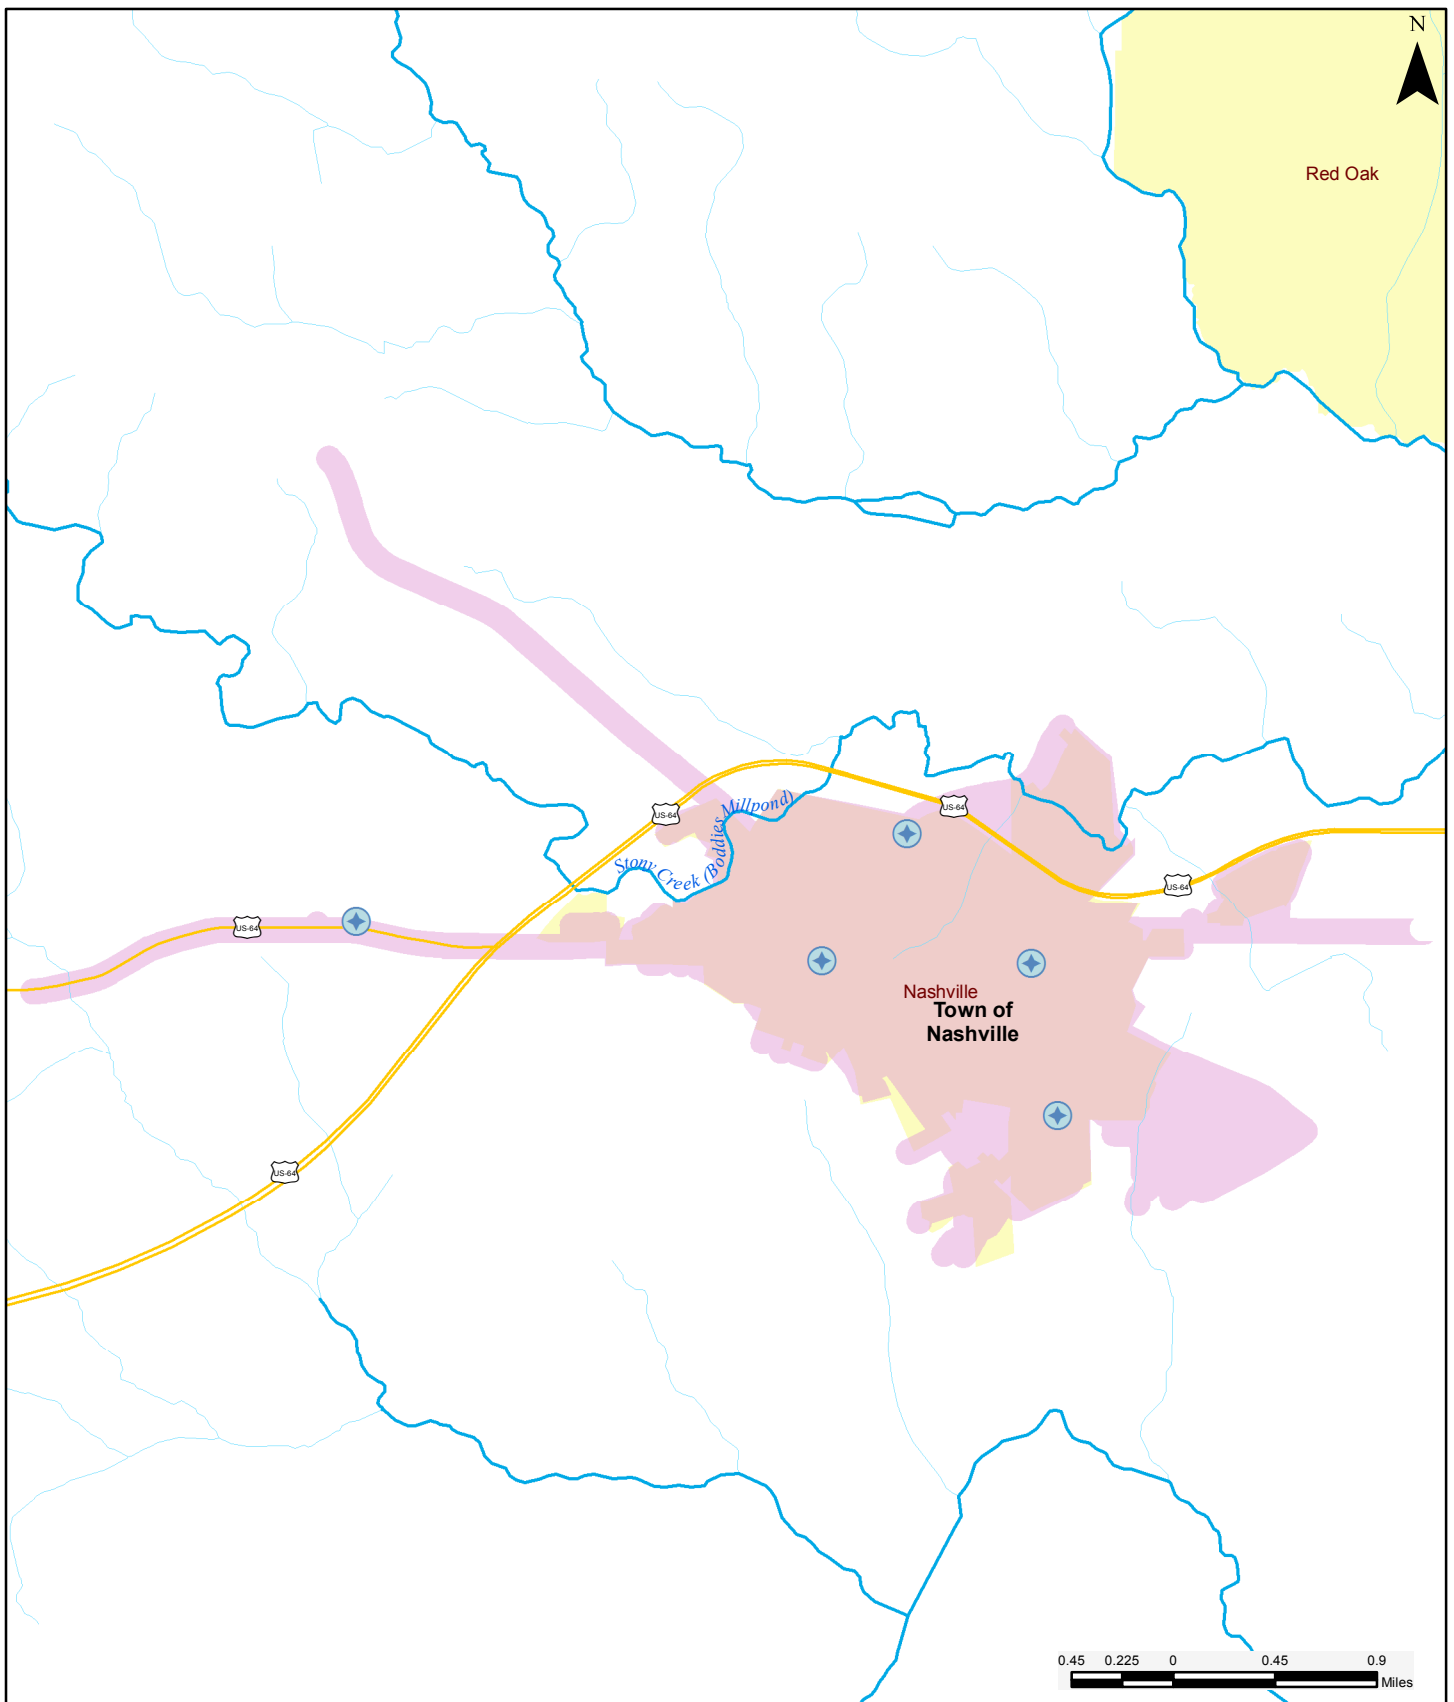 N
Red Oak
Stony Creek (Boddies Millpond)
US-64
US-64
US-64
US-64
Nashville
Town of
Nashville
US-64
0.45 0.225 0 0.45 0.9
Miles